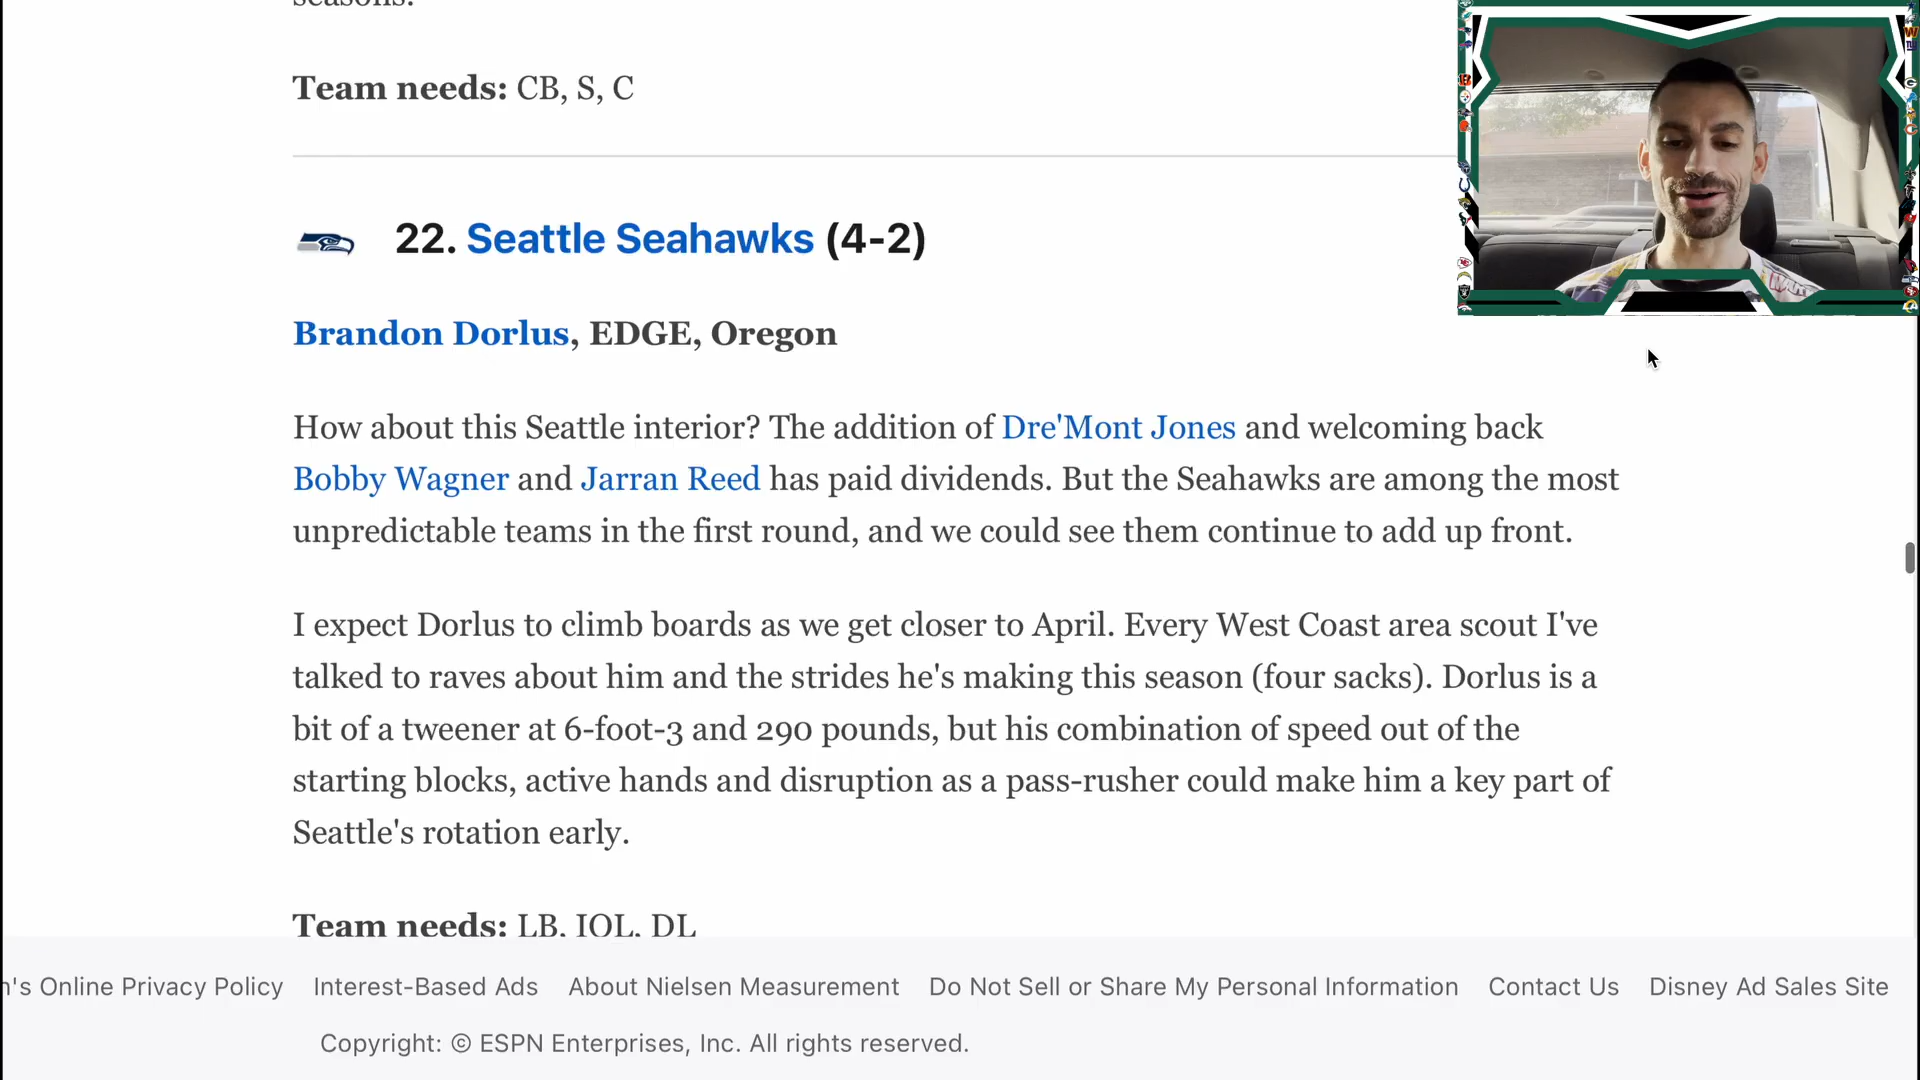 seasons.
Team needs: CB, S, C
22. Seattle Seahawks (4-2)
Brandon Dorlus, EDGE, Oregon
How about this Seattle interior? The addition of Dre'Mont Jones and welcoming back
Bobby Wagner and Jarran Reed has paid dividends. But the Seahawks are among the most
unpredictable teams in the first round, and we could see them continue to add up front.
I expect Dorlus to climb boards as we get closer to April. Every West Coast area scout I've
talked to raves about him and the strides he's making this season (four sacks). Dorlus is a
bit of a tweener at 6-foot-3 and 290 pounds, but his combination of speed out of the
starting blocks, active hands and disruption as a pass-rusher could make him a key part of
Seattle's rotation early.
Team needs: LB, IOL, DL
n's Online Privacy Policy Interest-Based Ads About Nielsen Measurement Do Not Sell or Share My Personal Information Contact Us Disney Ad Sales Site
Copyright: © ESPN Enterprises, Inc. All rights reserved.